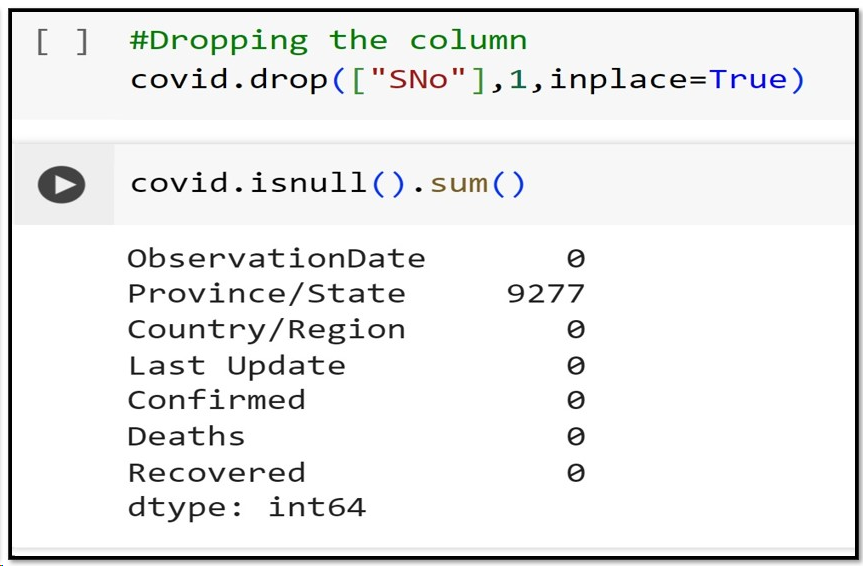 [ ] #Dropping the column
covid.drop(["SNo"],1,inplace=True)
covid.isnull().sum()
ObservationDate 0
Province/State 9277
Country/Region 0
Last Update 0
Confirmed 0
Deaths 0
Recovered 0
dtype: int64